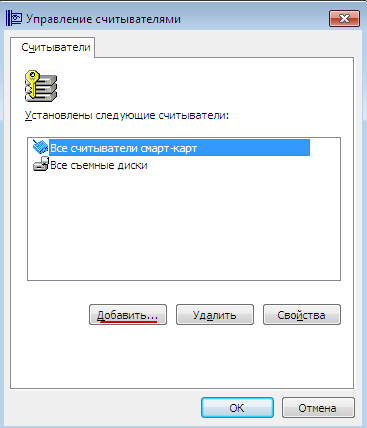 Управление считывателями
Считыватели
Установлены следующие считыватели:
Все считыватели смарт-карт
Все съемные диски
Добавить... Удалить Свойства
OK Отмена